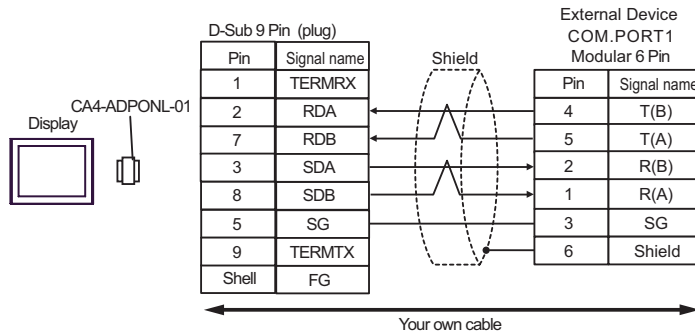 External Device
COM.PORT1
Modular 6 Pin
D-Sub 9 Pin (plug)
Shield
Pin Signal name
Pin Signal name
1 TERMRX
2 RDA
4 T(B)
CA4-ADPONL-01
Display
7 RDB
5 T(A)
3 SDA
2 R(B)
8 SDB
1 R(A)
5 SG
3 SG
9 TERMTX
6 Shield
Shell FG
Your own cable